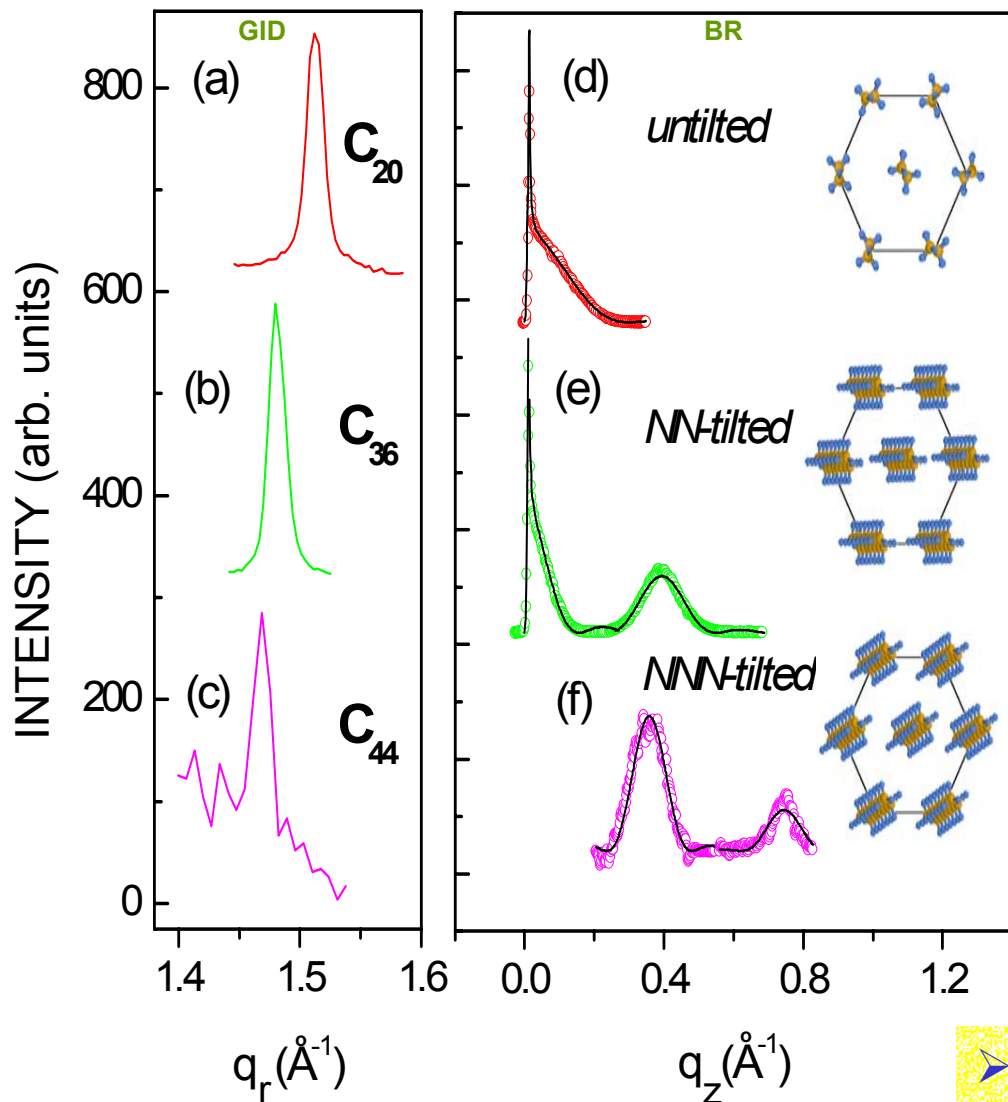 GID
BR
(a)
C20
(b)
C36
(c)
C44
(d)
untilted
(e)
NN-tilted
(f)
NNN-tilted
INTENSITY (arb. units)
800
600
400
200
0
1.4
1.5
1.6
0.0
0.4
0.8
1.2
qr(Å-1)
qz(Å-1)